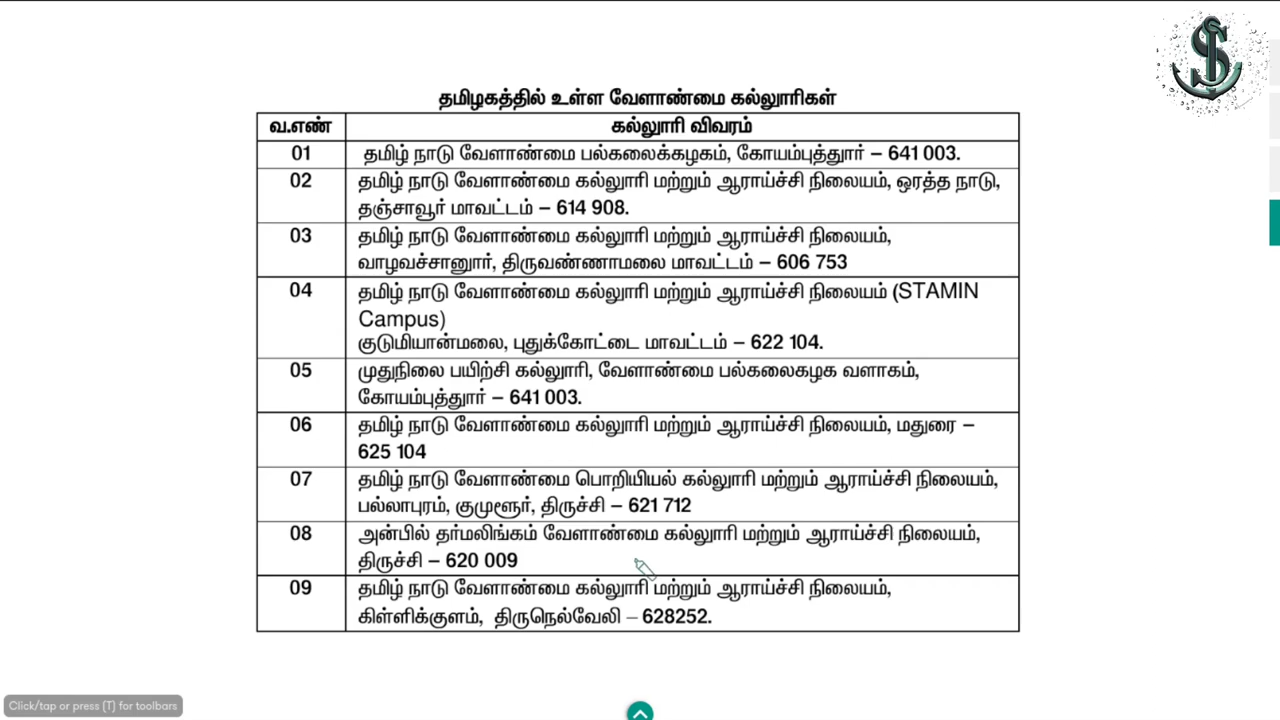 தமிழகத்தில் உள்ள வேளாண்மை கல்லூரிகள்
வ.எண் கல்லூரி விவரம்
01 தமிழ் நாடு வேளாண்மை பல்கலைக்கழகம், கோயம்புத்தூர் – 641 003.
02 தமிழ் நாடு வேளாண்மை கல்லூரி மற்றும் ஆராய்ச்சி நிலையம், ஒரத்த நாடு,
தஞ்சாவூர் மாவட்டம் – 614 908.
03 தமிழ் நாடு வேளாண்மை கல்லூரி மற்றும் ஆராய்ச்சி நிலையம்,
வாழவச்சானூர், திருவண்ணாமலை மாவட்டம் – 606 753
04 தமிழ் நாடு வேளாண்மை கல்லூரி மற்றும் ஆராய்ச்சி நிலையம் (STAMIN
Campus)
குடுமியான்மலை, புதுக்கோட்டை மாவட்டம் – 622 104.
05 முதுநிலை பயிற்சி கல்லூரி, வேளாண்மை பல்கலைகழக வளாகம்,
கோயம்புத்தூர் – 641 003.
06 தமிழ் நாடு வேளாண்மை கல்லூரி மற்றும் ஆராய்ச்சி நிலையம், மதுரை –
625 104
07 தமிழ் நாடு வேளாண்மை பொறியியல் கல்லூரி மற்றும் ஆராய்ச்சி நிலையம்,
பல்லாபுரம், குமுளூர், திருச்சி – 621 712
08 அன்பில் தர்மலிங்கம் வேளாண்மை கல்லூரி மற்றும் ஆராய்ச்சி நிலையம்,
திருச்சி – 620 009
09 தமிழ் நாடு வேளாண்மை கல்லூரி மற்றும் ஆராய்ச்சி நிலையம்,
கிள்ளிக்குளம், திருநெல்வேலி – 628252.
Click/tap or press (T) for toolbars